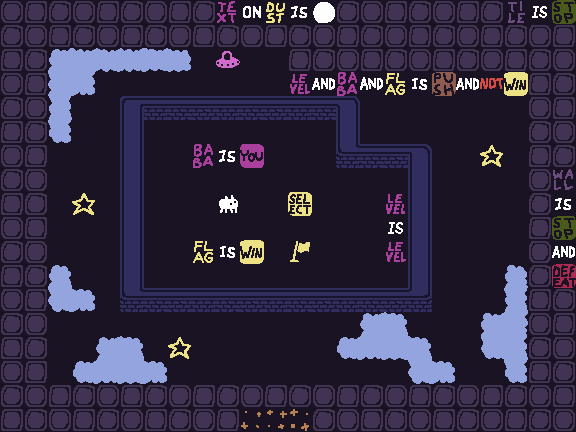 TEXT ON DUST IS
TILE IS STOP
LEVEL AND BABA AND FLAG IS PUSH AND NOT WIN
BABA IS YOU
WALL IS STOP AND DEFEAT
SELECT
LEVEL IS LEVEL
FLAG IS WIN